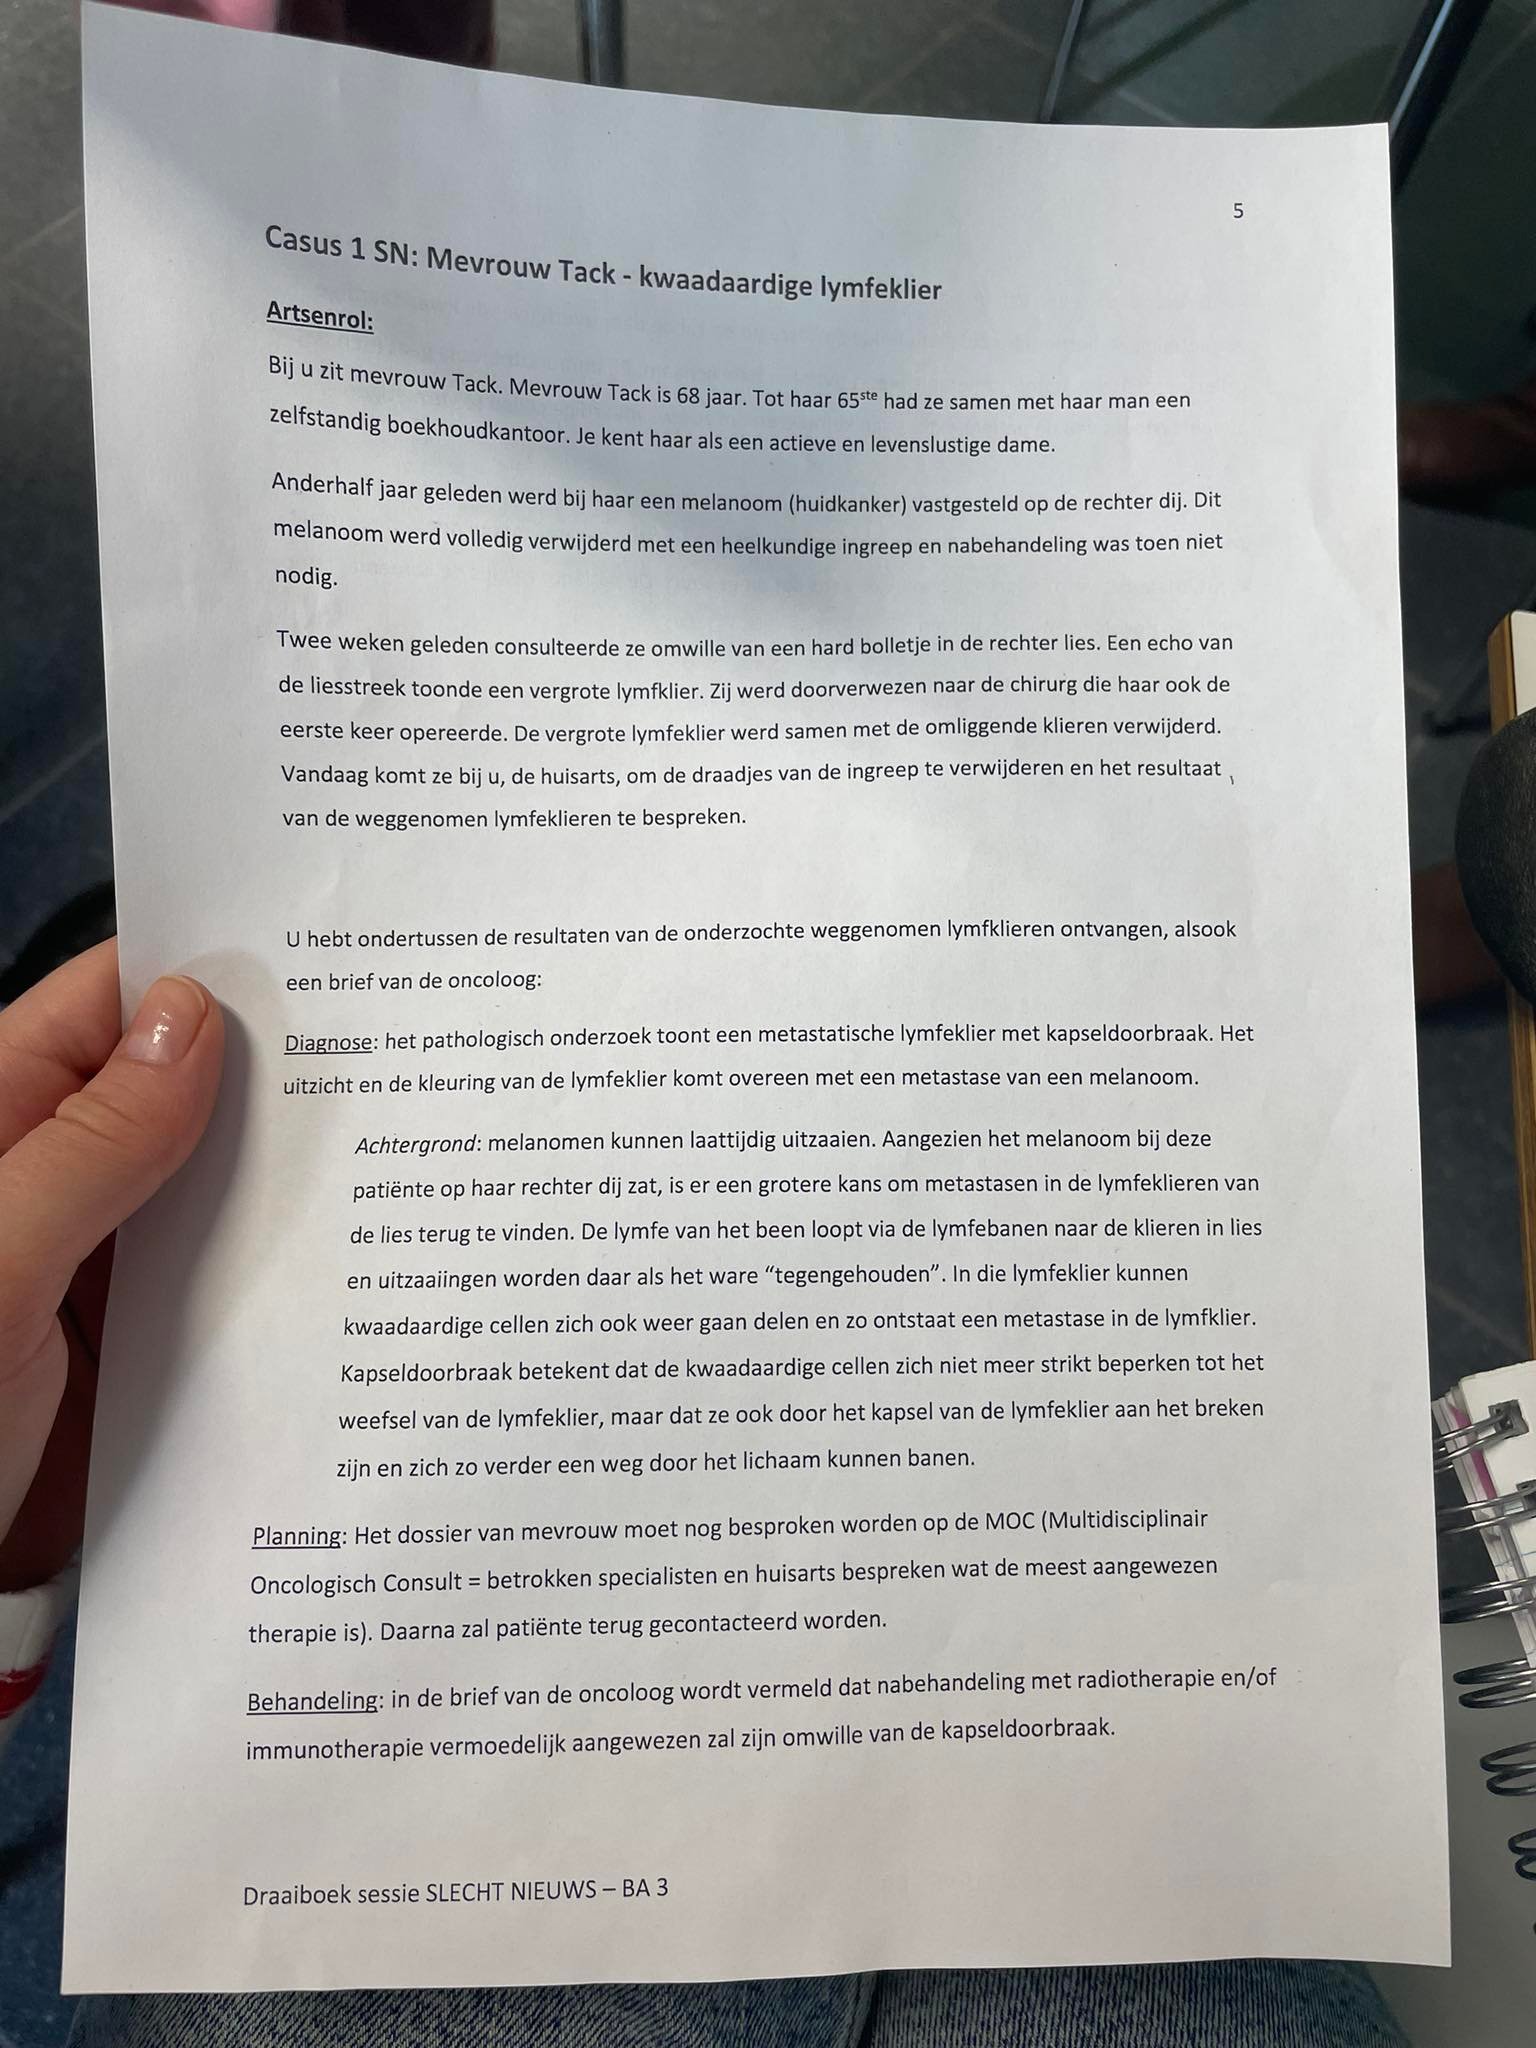 5
Casus 1 SN: Mevrouw Tack - kwaadaardige lymfeklier
Artsenrol:
Bij u zit mevrouw Tack. Mevrouw Tack is 68 jaar. Tot haar 65ste had ze samen met haar man een
zelfstandig boekhoudkantoor. Je kent haar als een actieve en levenslustige dame.
Anderhalf jaar geleden werd bij haar een melanoom (huidkanker) vastgesteld op de rechter dij. Dit
melanoom werd volledig verwijderd met een heelkundige ingreep en nabehandeling was toen niet
nodig.
Twee weken geleden consulteerde ze omwille van een hard bolletje in de rechter lies. Een echo van
de liesstreek toonde een vergrote lymfklier. Zij werd doorverwezen naar de chirurg die haar ook de
eerste keer opereerde. De vergrote lymfeklier werd samen met de omliggende klieren verwijderd.
Vandaag komt ze bij u, de huisarts, om de draadjes van de ingreep te verwijderen en het resultaat
van de weggenomen lymfeklieren te bespreken.
U hebt ondertussen de resultaten van de onderzochte weggenomen lymfklieren ontvangen, alsook
een brief van de oncoloog:
Diagnose: het pathologisch onderzoek toont een metastatische lymfeklier met kapseldoorbraak. Het
uitzicht en de kleuring van de lymfeklier komt overeen met een metastase van een melanoom.
Achtergrond: melanomen kunnen laattijdig uitzaaien. Aangezien het melanoom bij deze
patiënte op haar rechter dij zat, is er een grotere kans om metastasen in de lymfeklieren van
de lies terug te vinden. De lymfe van het been loopt via de lymfebanen naar de klieren in lies
en uitzaaiingen worden daar als het ware “tegengehouden”. In die lymfeklier kunnen
kwaadaardige cellen zich ook weer gaan delen en zo ontstaat een metastase in de lymfklier.
Kapseldoorbraak betekent dat de kwaadaardige cellen zich niet meer strikt beperken tot het
weefsel van de lymfeklier, maar dat ze ook door het kapsel van de lymfeklier aan het breken
zijn en zich zo verder een weg door het lichaam kunnen banen.
Planning: Het dossier van mevrouw moet nog besproken worden op de MOC (Multidisciplinair
Oncologisch Consult = betrokken specialisten en huisarts bespreken wat de meest aangewezen
therapie is). Daarna zal patiënte terug gecontacteerd worden.
Behandeling: in de brief van de oncoloog wordt vermeld dat nabehandeling met radiotherapie en/of
immunotherapie vermoedelijk aangewezen zal zijn omwille van de kapseldoorbraak.
Draaiboek sessie SLECHT NIEUWS – BA 3